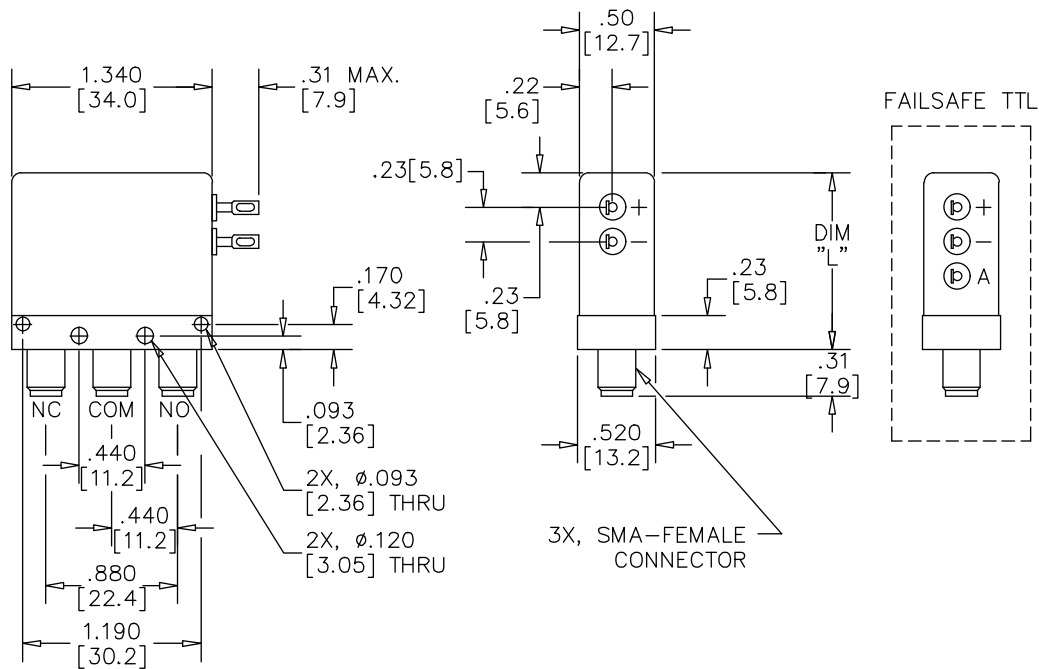 .50
[12.7]
1.340
[34.0]
.31 MAX.
[7.9]
.22
[5.6]
FAILSAFE TTL
.23[5.8]
+
−
.23
[5.8]
.170
[4.32]
.23
[5.8]
DIM
"L"
+
−
A
.31
[7.9]
NC COM NO
.093
[2.36]
.520
[13.2]
.440
[11.2]
2X, ø.093
[2.36] THRU
.440
[11.2]
2X, ø.120
[3.05] THRU
3X, SMA−FEMALE
CONNECTOR
.880
[22.4]
1.190
[30.2]